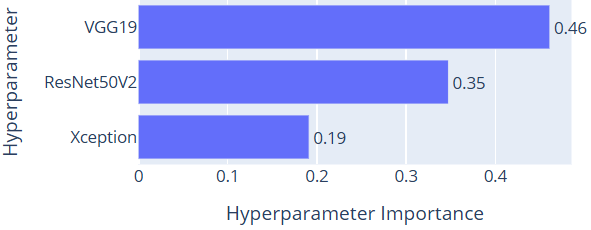 Hyperparameter
VGG19
0.46
ResNet50V2
0.35
Xception
0.19
0
0.1
0.2
0.3
0.4
Hyperparameter Importance